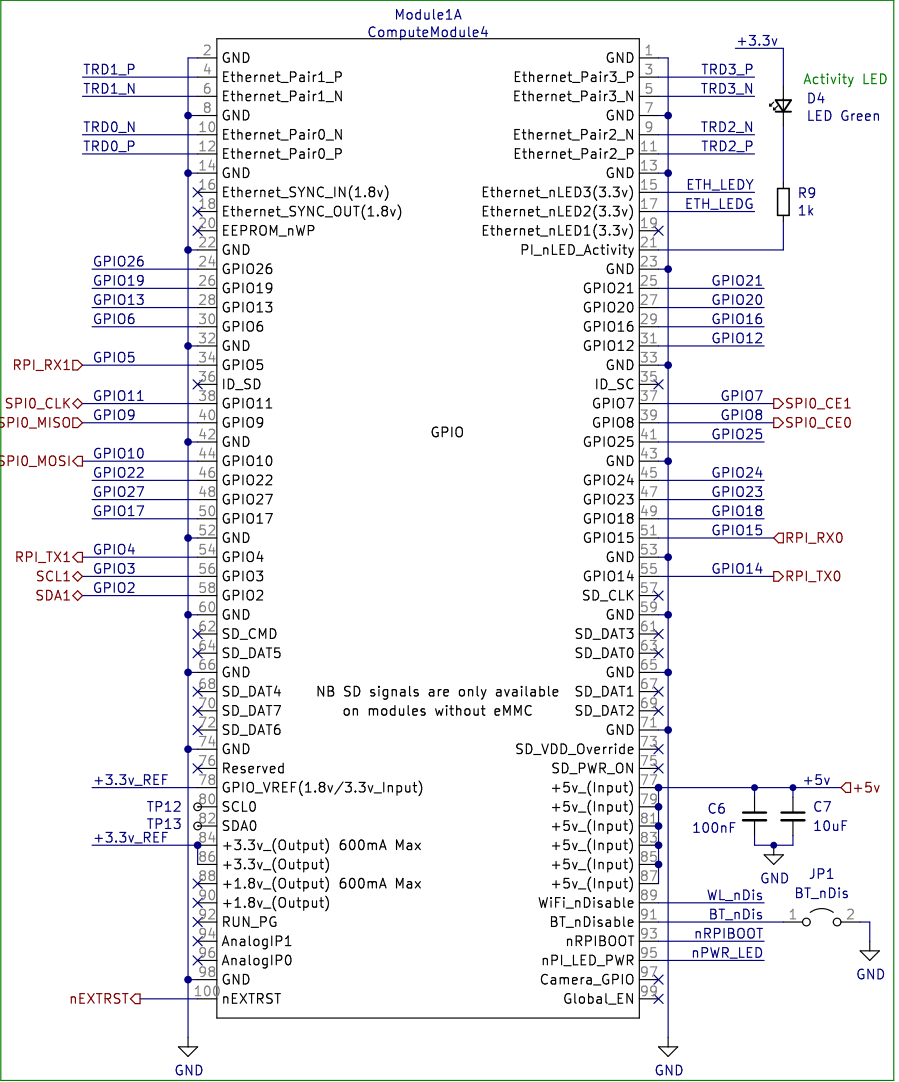 Module1A
ComputeModule4
+3.3v
2 GND GND 1
TRD1_P 4 Ethernet_Pair1_P Ethernet_Pair3_P 3 TRD3_P
TRD1_N 6 Ethernet_Pair1_N Ethernet_Pair3_N 5 TRD3_N
Activity LED
D4
LED Green
8 GND GND 7
TRD0_N 10 Ethernet_Pair0_N Ethernet_Pair2_N 9 TRD2_N
TRD0_P 12 Ethernet_Pair0_P Ethernet_Pair2_P 11 TRD2_P
14 GND GND 13
16 Ethernet_SYNC_IN(1.8v) Ethernet_nLED3(3.3v) 15 ETH_LEDY
R9
1k
18 Ethernet_SYNC_OUT(1.8v) Ethernet_nLED2(3.3v) 17 ETH_LEDG
20 EEPROM_nWP Ethernet_nLED1(3.3v) 19
22 GND PI_nLED_Activity 21
GPIO26 24 GPIO26 GND 23
GPIO19 26 GPIO19 GPIO21 25 GPIO21
GPIO13 28 GPIO13 GPIO20 27 GPIO20
GPIO6 30 GPIO6 GPIO16 29 GPIO16
32 GND GPIO12 31 GPIO12
RPI_RX1 GPIO5 34 GPIO5 GND 33
36 ID_SD ID_SC 35
SPI0_CLK GPIO11 38 GPIO11 GPIO7 37 GPIO7 SPI0_CE1
SPI0_MISO GPIO9 40 GPIO9 GPIO8 39 GPIO8 SPI0_CE0
GPIO
42 GND GPIO25 41 GPIO25
SPI0_MOSI GPIO10 44 GPIO10 GND 43
GPIO22 46 GPIO22 GPIO24 45 GPIO24
GPIO27 48 GPIO27 GPIO23 47 GPIO23
GPIO17 50 GPIO17 GPIO18 49 GPIO18
52 GND GPIO15 51 GPIO15 RPI_RX0
RPI_TX1 GPIO4 54 GPIO4 GND 53
SCL1 GPIO3 56 GPIO3 GPIO14 55 GPIO14 RPI_TX0
SDA1 GPIO2 58 GPIO2 SD_CLK 57
60 GND GND 59
62 SD_CMD SD_DAT3 61
64 SD_DAT5 SD_DAT0 63
66 GND GND 65
68 SD_DAT4 NB SD signals are only available SD_DAT1 67
70 SD_DAT7 on modules without eMMC SD_DAT2 69
72 SD_DAT6 GND 71
74 GND SD_VDD_Override 73
76 Reserved SD_PWR_ON 75
+3.3v_REF 78 GPIO_VREF(1.8v/3.3v_Input) +5v_(Input) 77 +5v +5v
TP12 80 SCL0 +5v_(Input) 79
TP13 82 SDA0 +5v_(Input) 81
C6
100nF
C7
10uF
+3.3v_REF 84 +3.3v_(Output) 600mA Max +5v_(Input) 83
86 +3.3v_(Output) +5v_(Input) 85
GND
88 +1.8v_(Output) 600mA Max +5v_(Input) 87
JP1
BT_nDis
90 +1.8v_(Output) WiFi_nDisable 89 WL_nDis
92 RUN_PG BT_nDisable 91 BT_nDis 1 2
94 AnalogIP1 nRPIBOOT 93 nRPIBOOT
96 AnalogIP0 nPI_LED_PWR 95 nPWR_LED
GND
98 GND Camera_GPIO 97
nEXTRST 100 nEXTRST Global_EN 99
GND GND